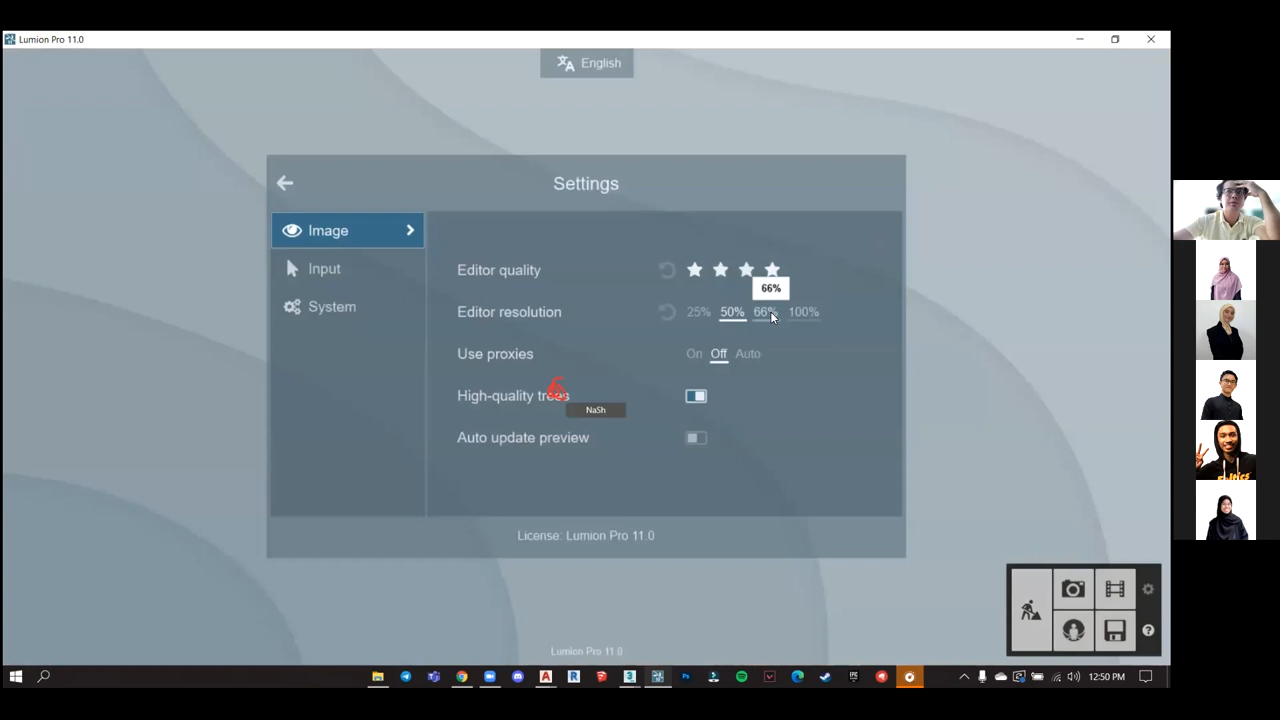 Lumion Pro 11.0
English
Settings
Image
Input
System
Editor quality
66%
Editor resolution 25% 50% 66% 100%
Use proxies On Off Auto
High-quality trees
NaSh
Auto update preview
License: Lumion Pro 11.0
Lumion Pro 11.0
12:50 PM